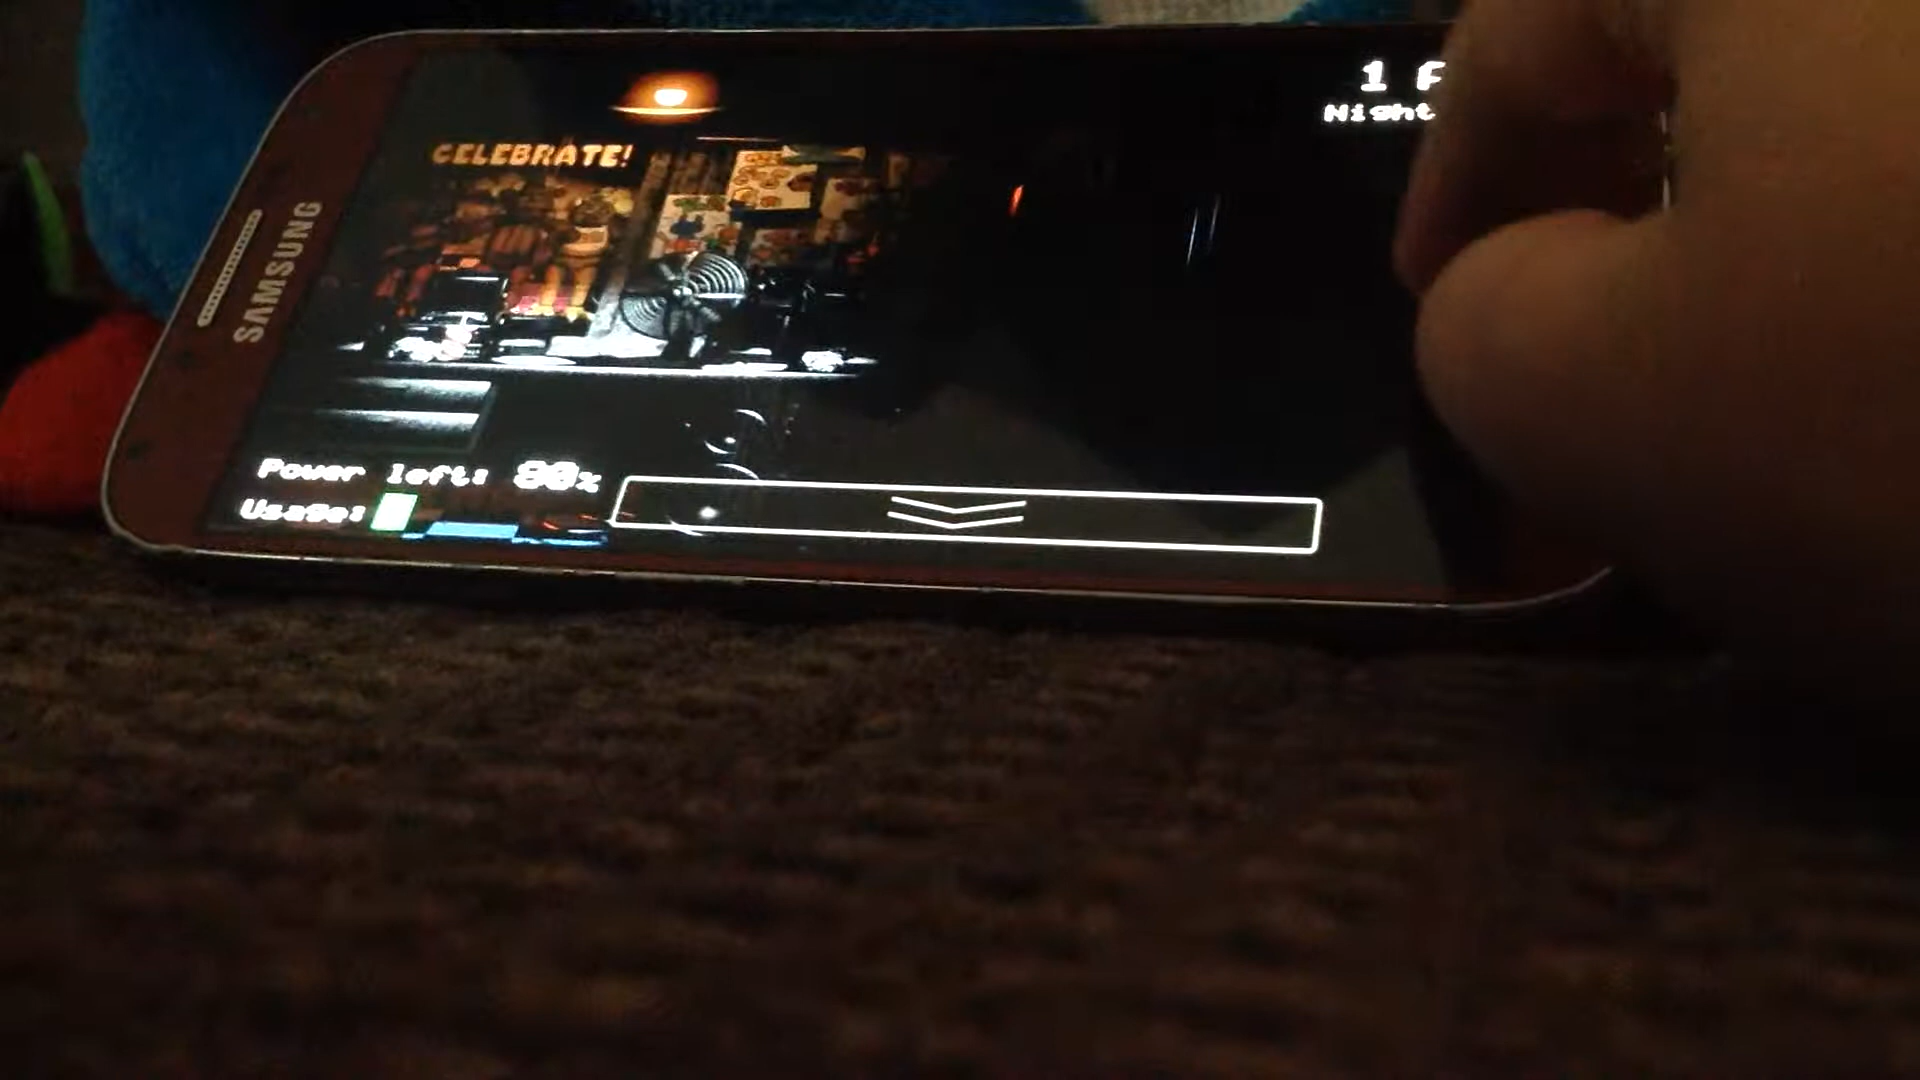 SAMSUNG
1
Night
CELEBRATE!
Power left: %
Usage: